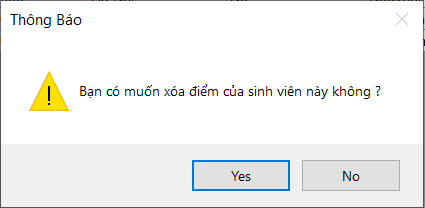 Thông Báo
Bạn có muốn xóa điểm của sinh viên này không ?
Yes
No